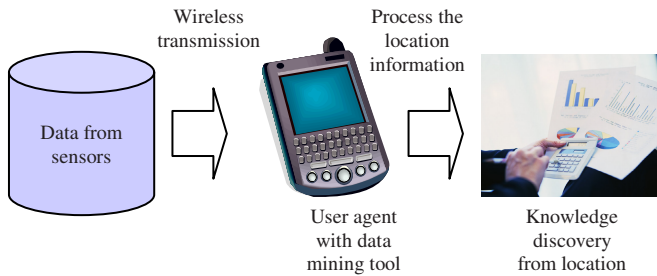 Wireless
transmission
Process the
location
information
Data from
sensors
User agent
with data
mining tool
Knowledge
discovery
from location